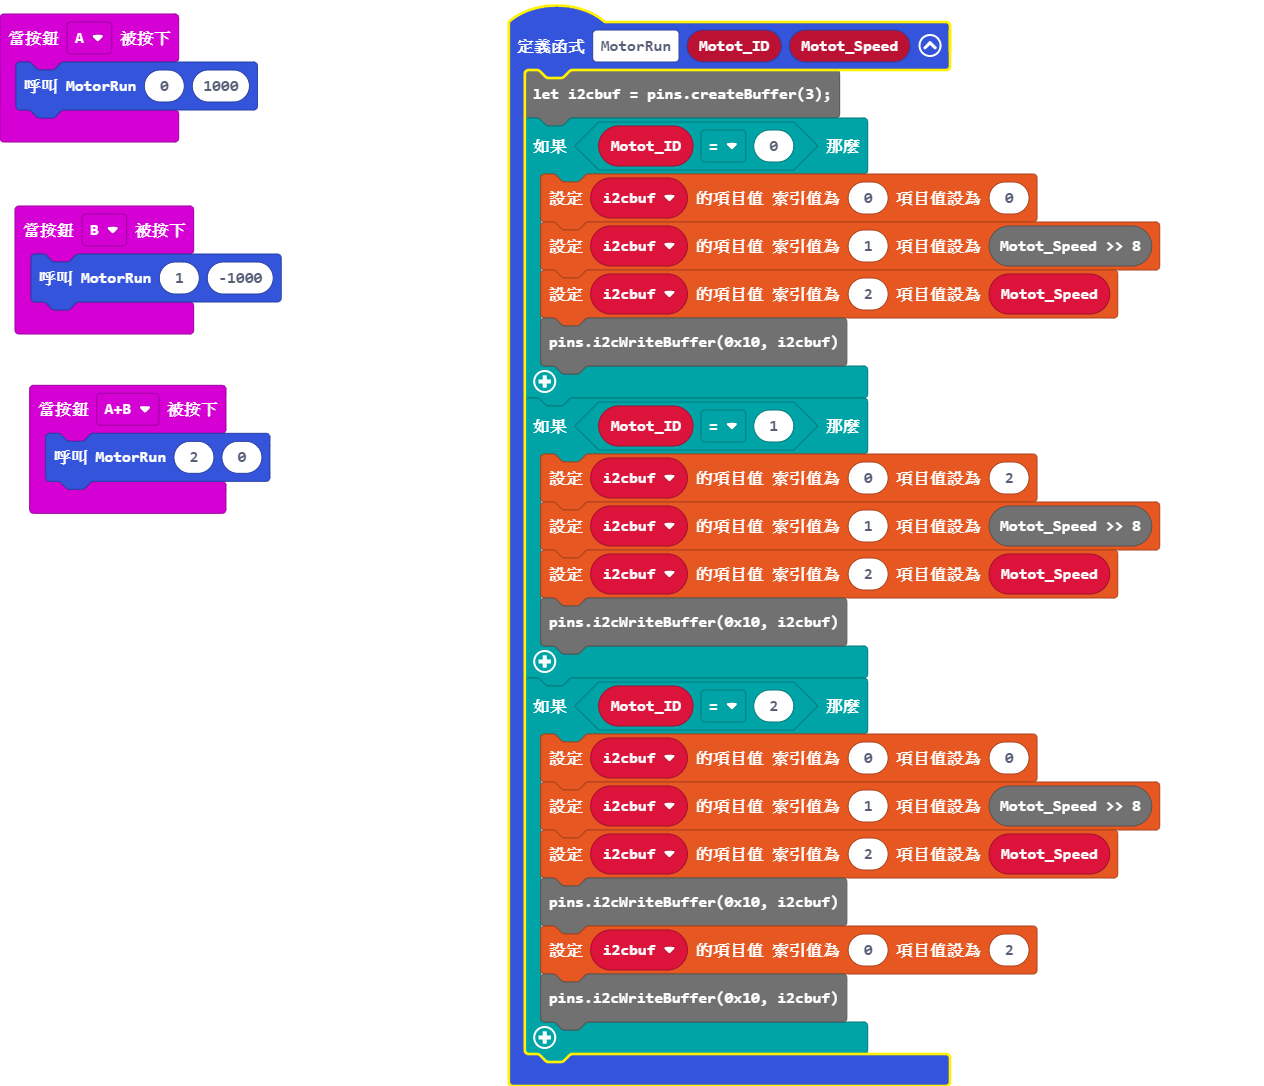 當按鈕 A 被按下
呼叫 MotorRun 0 1000
當按鈕 B 被按下
呼叫 MotorRun 1 -1000
當按鈕 A+B 被按下
呼叫 MotorRun 2 0
定義函式 MotorRun Motot_ID Motot_Speed
let i2cbuf = pins.createBuffer(3);
如果 Motot_ID = 0 那麼
設定 i2cbuf 的項目值 索引值為 0 項目值設為 0
設定 i2cbuf 的項目值 索引值為 1 項目值設為 Motot_Speed >> 8
設定 i2cbuf 的項目值 索引值為 2 項目值設為 Motot_Speed
pins.i2cWriteBuffer(0x10, i2cbuf)
如果 Motot_ID = 1 那麼
設定 i2cbuf 的項目值 索引值為 0 項目值設為 2
設定 i2cbuf 的項目值 索引值為 1 項目值設為 Motot_Speed >> 8
設定 i2cbuf 的項目值 索引值為 2 項目值設為 Motot_Speed
pins.i2cWriteBuffer(0x10, i2cbuf)
如果 Motot_ID = 2 那麼
設定 i2cbuf 的項目值 索引值為 0 項目值設為 0
設定 i2cbuf 的項目值 索引值為 1 項目值設為 Motot_Speed >> 8
設定 i2cbuf 的項目值 索引值為 2 項目值設為 Motot_Speed
pins.i2cWriteBuffer(0x10, i2cbuf)
設定 i2cbuf 的項目值 索引值為 0 項目值設為 2
pins.i2cWriteBuffer(0x10, i2cbuf)